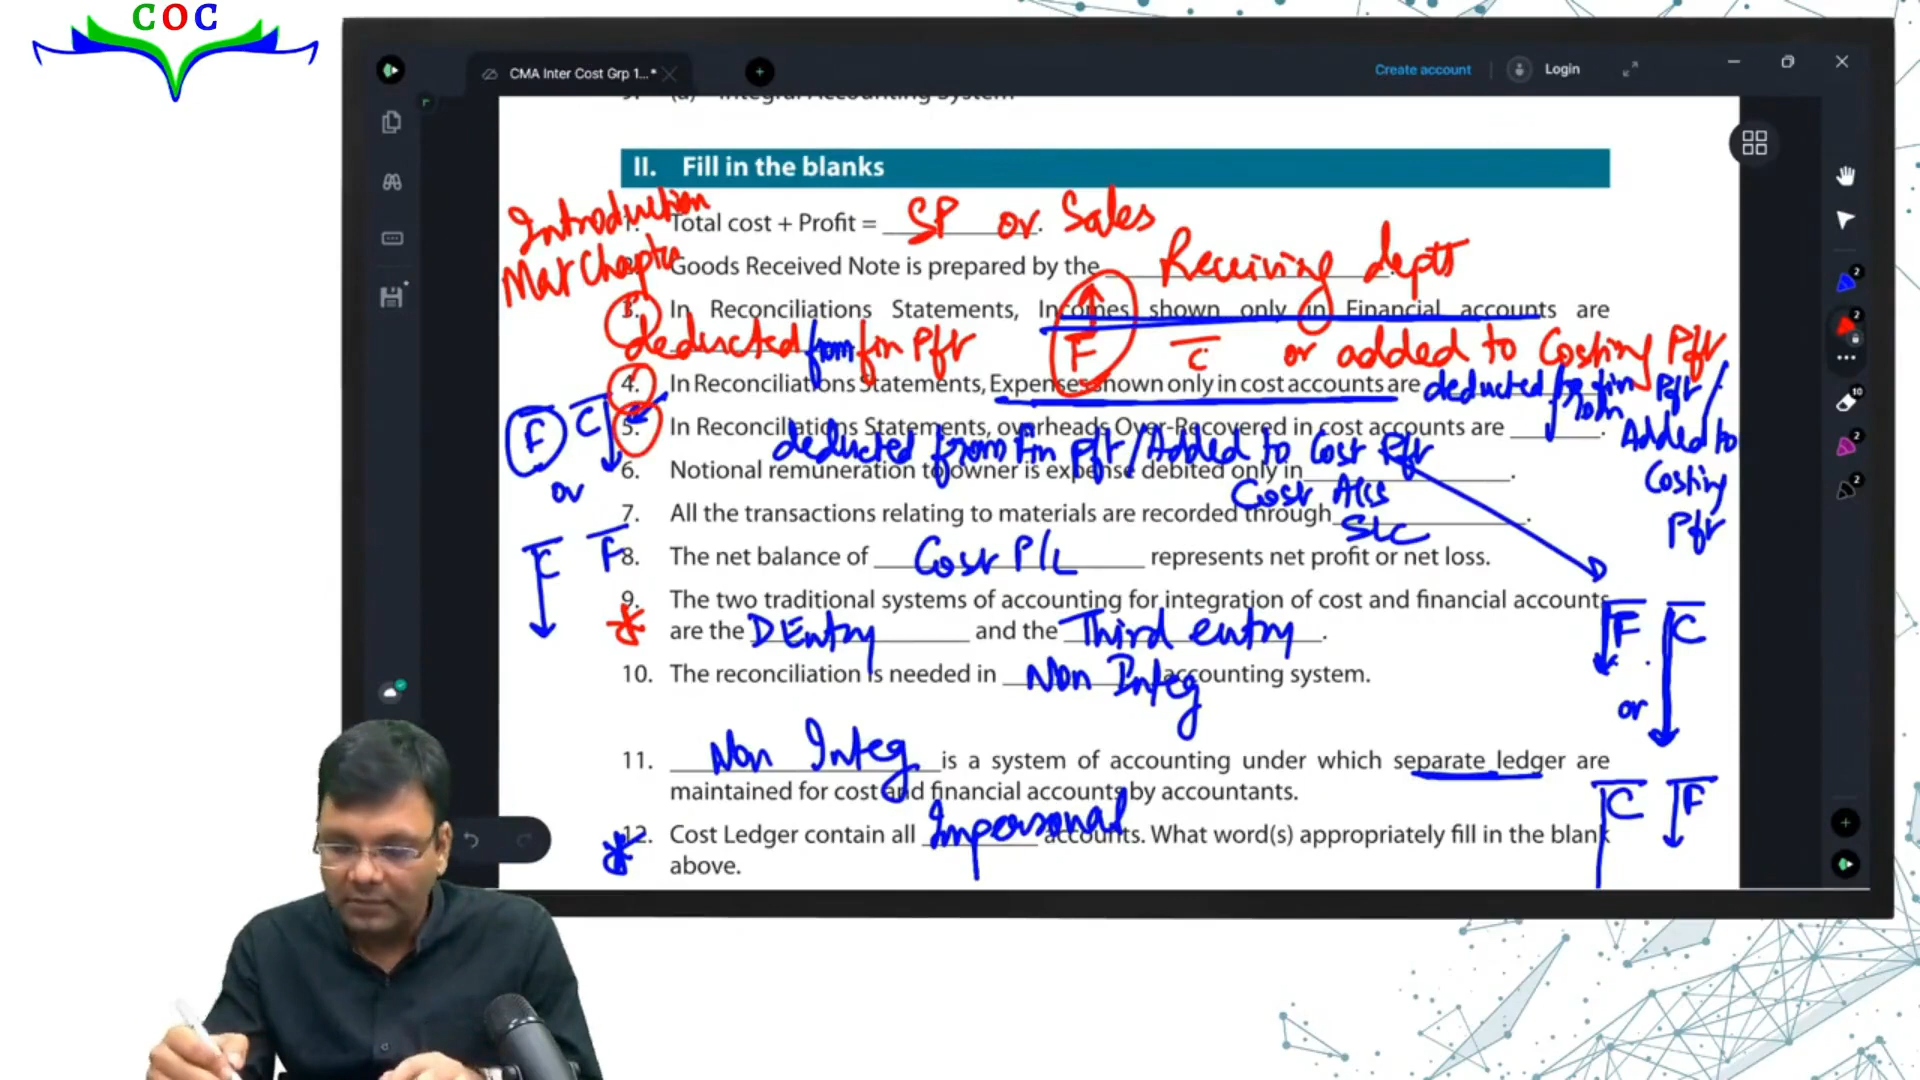 COC
CMA Inter Cost Grp 1...*
Create account
Login
9. (a) Integral Accounting System
II. Fill in the blanks
Introduction
1. Total cost + Profit = SP or Sales.
Mat Chapter
2. Goods Received Note is prepared by the Receiving deptt.
3. In Reconciliations Statements, Incomes shown only in Financial accounts are
deducted from fin Pft F C or added to Costing Pft
4. In Reconciliations Statements, Expenses shown only in cost accounts are deducted from fin Pft / Added to Costing Pft
F C
5. In Reconciliations Statements, overheads Over-Recovered in cost accounts are ______.
deducted from Fin Pft / Added to Cost Pft
6. Notional remuneration to owner is expense debited only in Cost A/cs.
or
7. All the transactions relating to materials are recorded through SLC.
C F
8. The net balance of Cost P/L represents net profit or net loss.
9. The two traditional systems of accounting for integration of cost and financial accounts
are the D Entry and the Third entry.
F C
10. The reconciliation is needed in Non Integ accounting system.
or
11. Non Integ is a system of accounting under which separate ledger are
maintained for cost and financial accounts by accountants.
C F
12. Cost Ledger contain all Impersonal accounts. What word(s) appropriately fill in the blank
above.